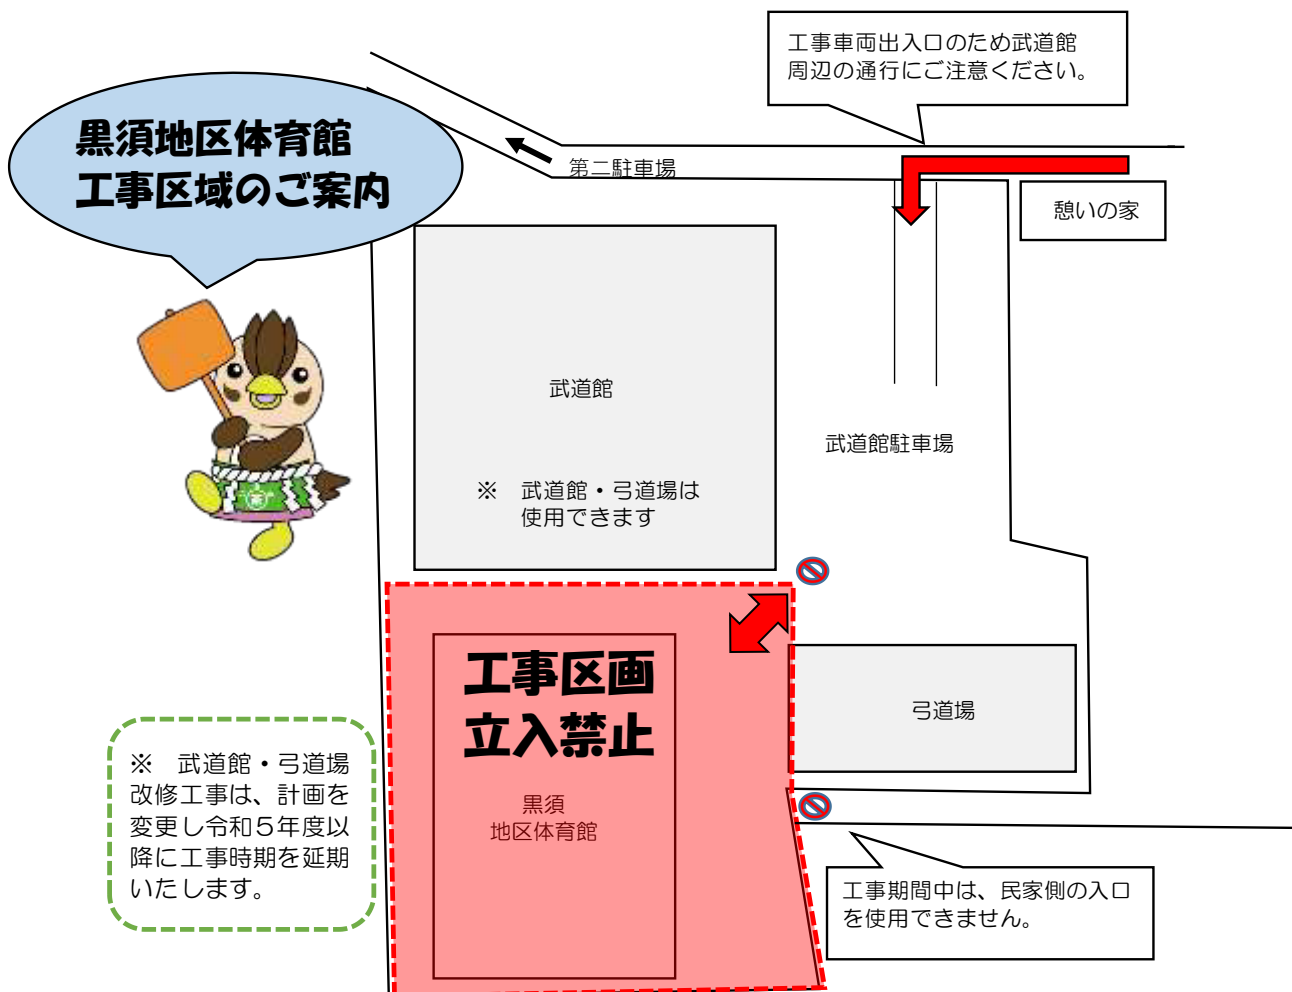 工事車両出入口のため武道館
周辺の通行にご注意ください。
黒須地区体育館
工事区域のご案内
第二駐車場
憩いの家
武道館
武道館駐車場
※　武道館・弓道場は
使用できます
工事区画
立入禁止
弓道場
※　武道館・弓道場
改修工事は、計画を
変更し令和５年度以
降に工事時期を延期
いたします。
黒須
地区体育館
工事期間中は、民家側の入口
を使用できません。
茶